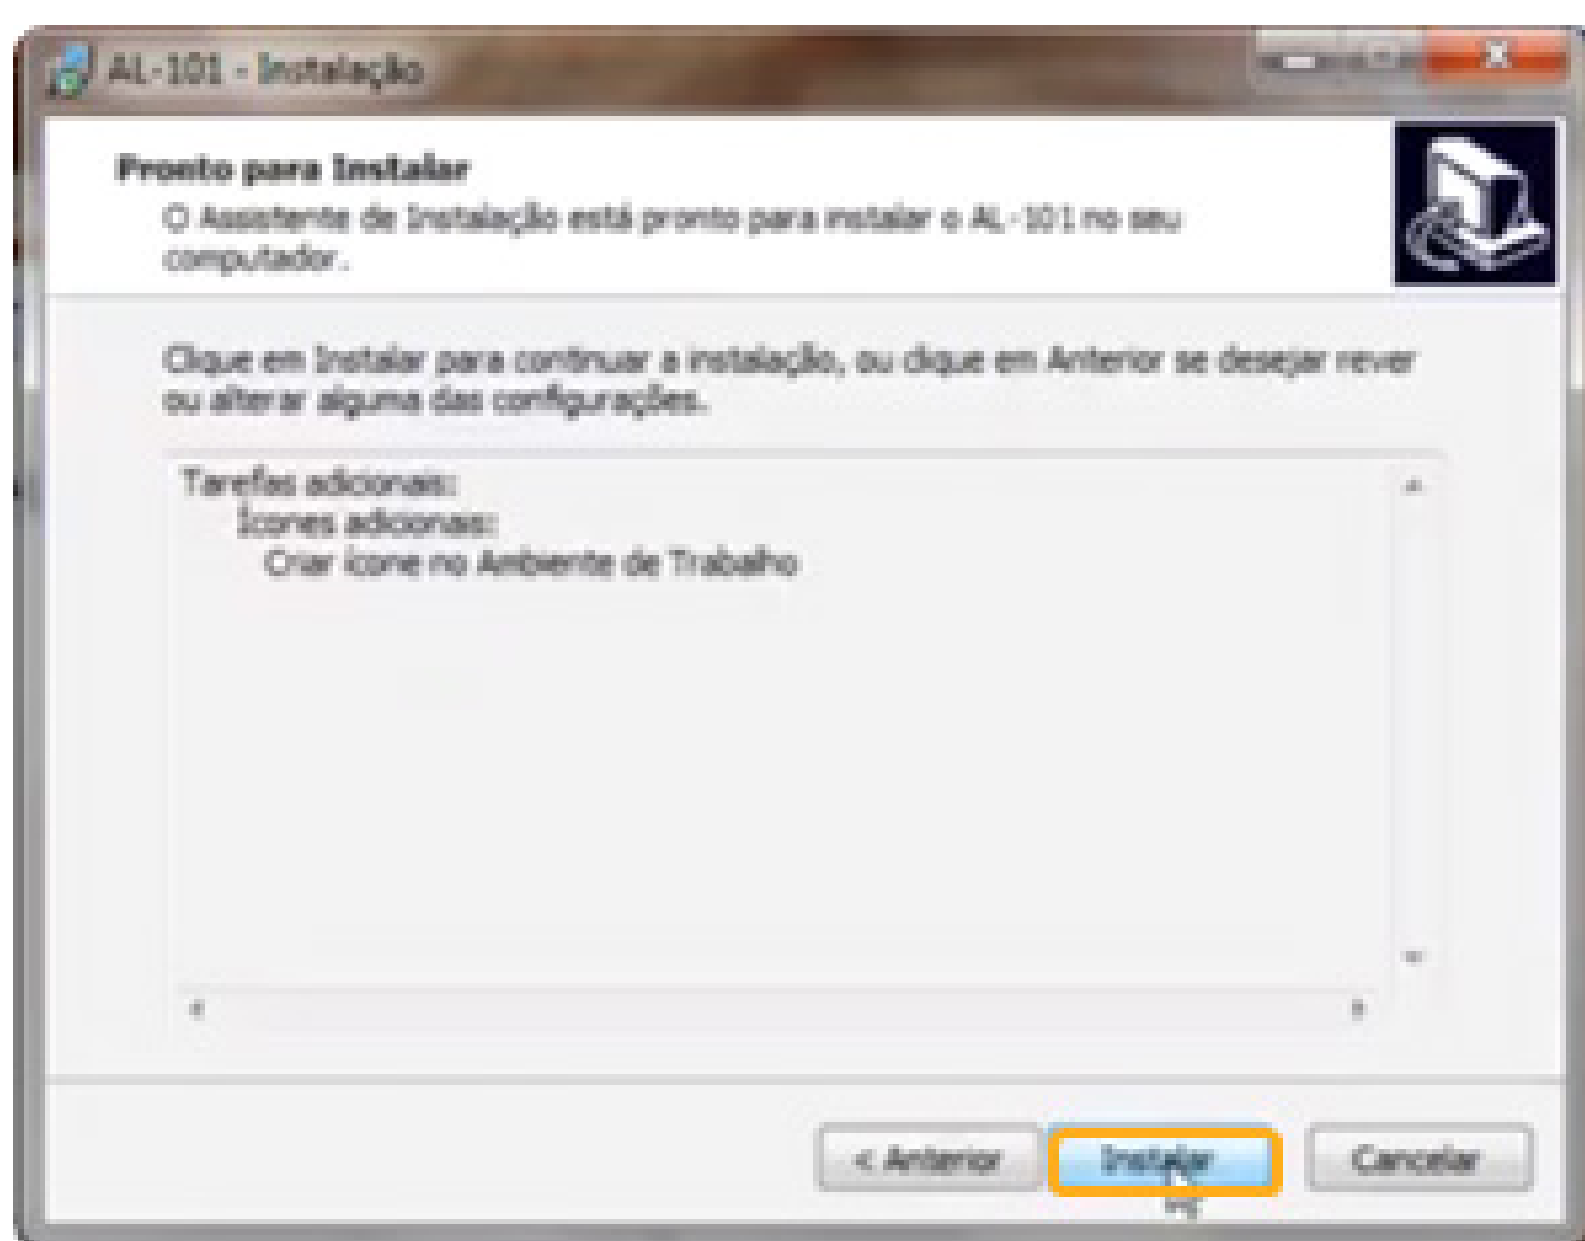 AL-101 - Instalação
Pronto para Instalar
O Assistente de Instalação está pronto para instalar o AL-101 no seu
computador.
Clique em Instalar para continuar a instalação, ou clique em Anterior se desejar rever
ou alterar alguma das configurações.
Tarefas adicionais:
Ícones adicionais:
Criar ícone no Ambiente de Trabalho
< Anterior
Instalar
Cancelar